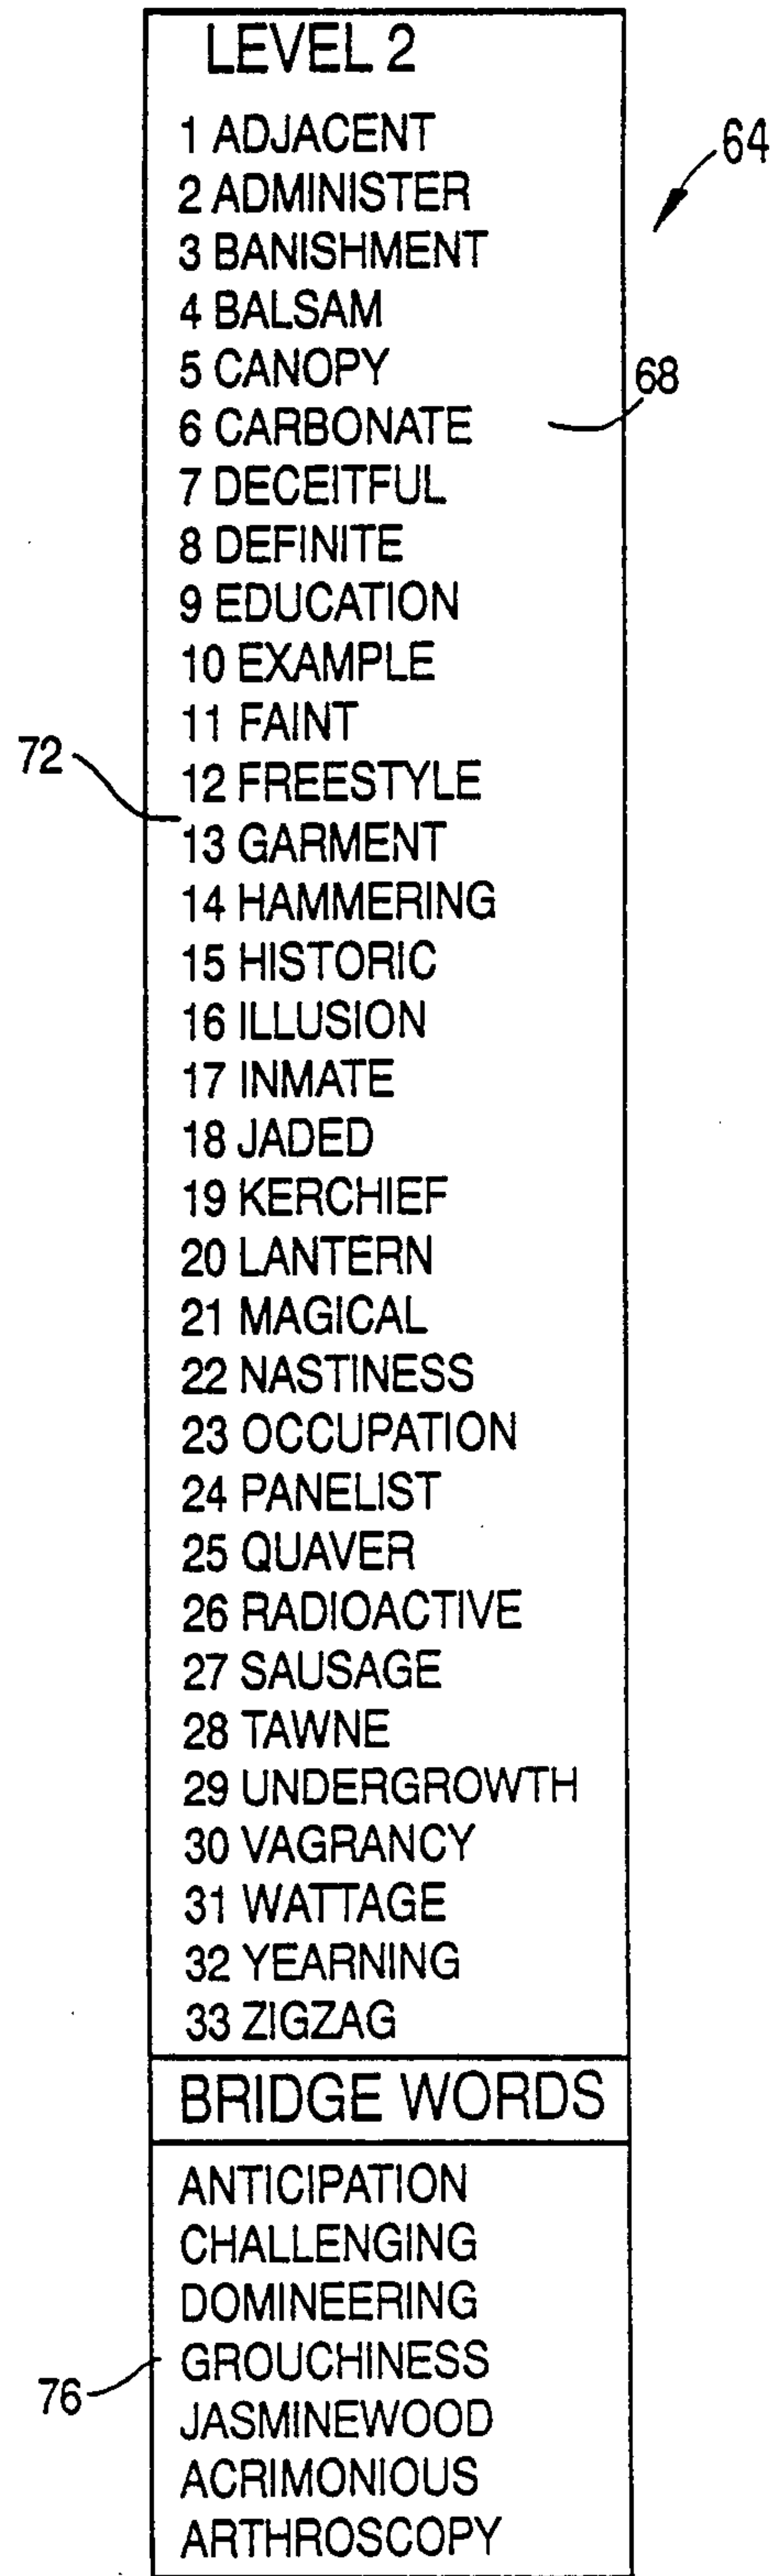 LEVEL 2
1 ADJACENT
64
2 ADMINISTER
3 BANISHMENT
4 BALSAM
5 CANOPY
68
6 CARBONATE
7 DECEITFUL
8 DEFINITE
9 EDUCATION
10 EXAMPLE
11 FAINT
72
12 FREESTYLE
13 GARMENT
14 HAMMERING
15 HISTORIC
16 ILLUSION
17 INMATE
18 JADED
19 KERCHIEF
20 LANTERN
21 MAGICAL
22 NASTINESS
23 OCCUPATION
24 PANELIST
25 QUAVER
26 RADIOACTIVE
27 SAUSAGE
28 TAWNE
29 UNDERGROWTH
30 VAGRANCY
31 WATTAGE
32 YEARNING
33 ZIGZAG
BRIDGE WORDS
ANTICIPATION
CHALLENGING
DOMINEERING
GROUCHINESS
76
JASMINEWOOD
ACRIMONIOUS
ARTHROSCOPY